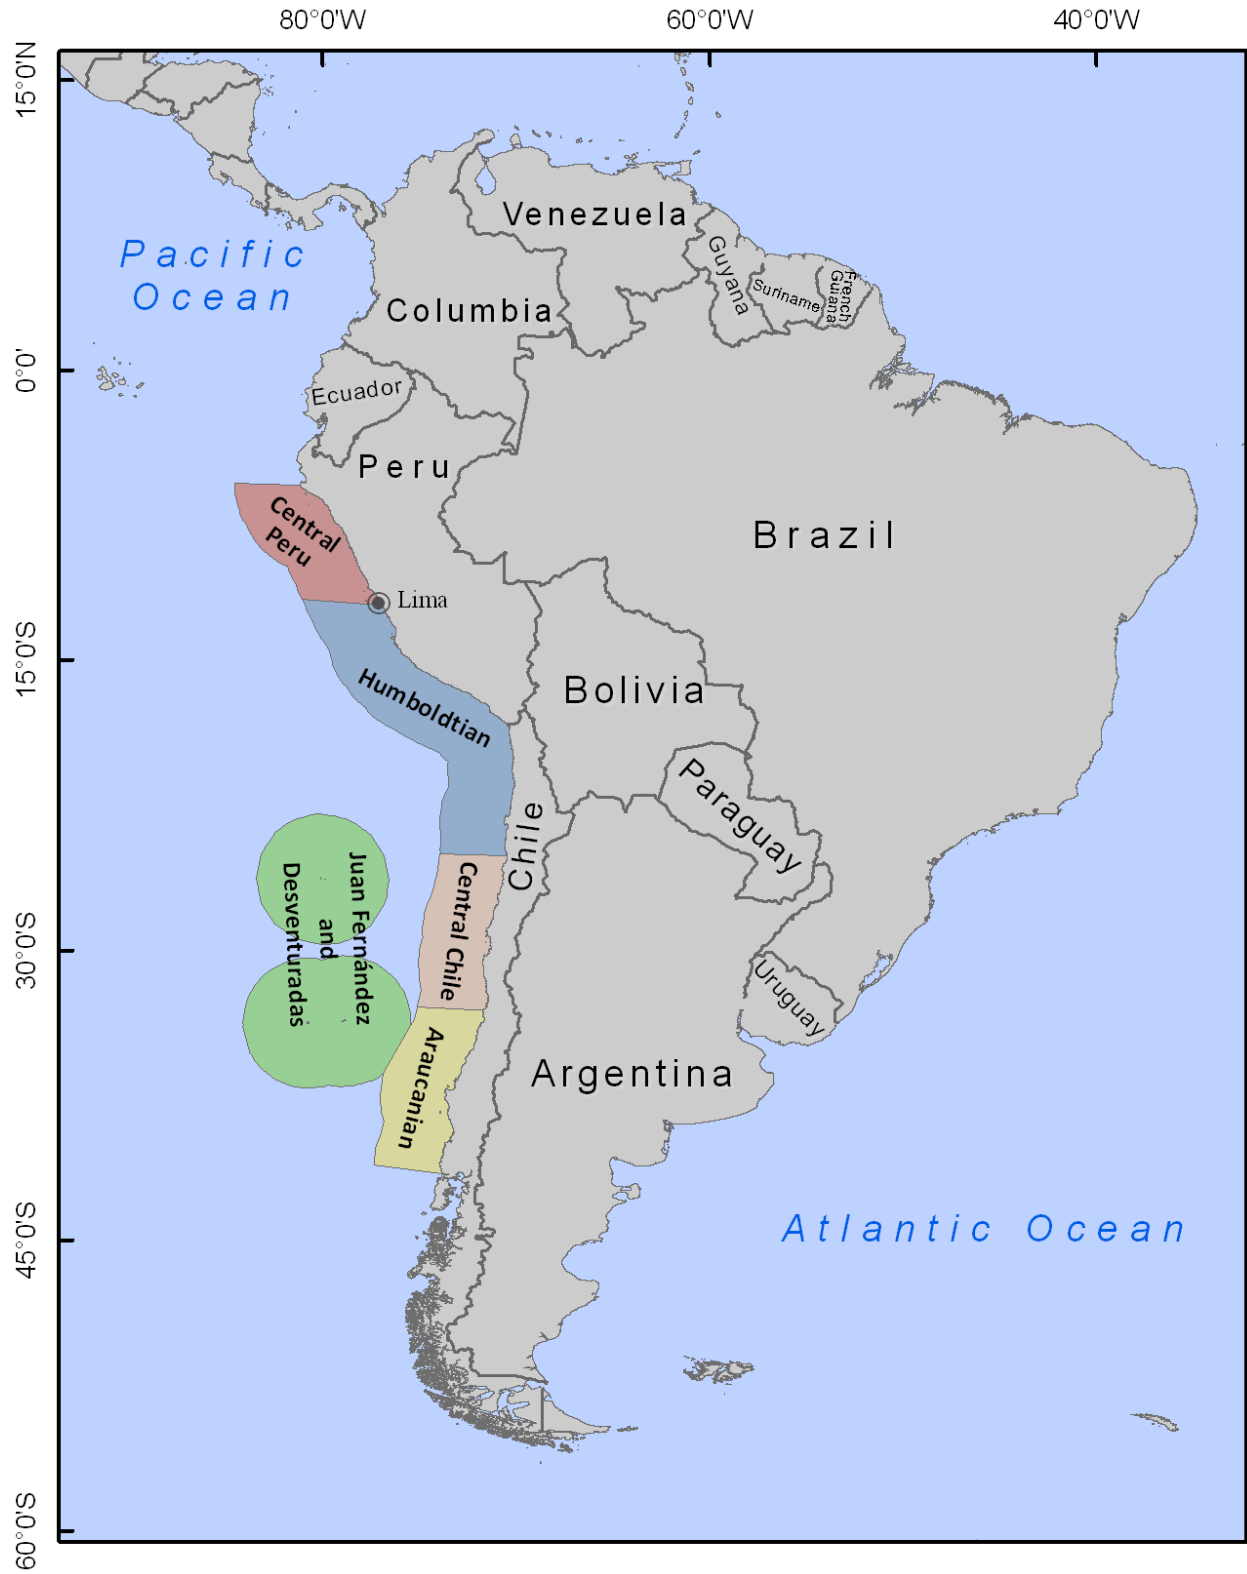 80°0'W
60°0'W
40°0'W
15°0'N
0°0'
15°0'S
30°0'S
45°0'S
60°0'S
Pacific
Ocean
Venezuela
Guyana
Suriname
French
Guiana
Columbia
Ecuador
Peru
Brazil
Central
Peru
Lima
Humboldtian
Bolivia
Paraguay
Chile
Juan Fernández
and
Desventuradas
Central Chile
Uruguay
Araucanian
Argentina
Atlantic Ocean